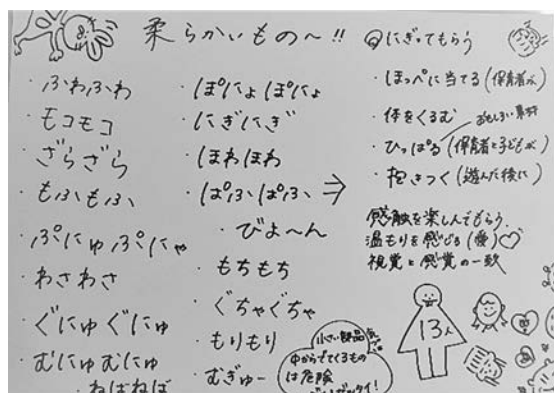 柔らかいもの〜!!
・ふわふわ
・モコモコ
・ざらざら
・もふもふ
・ぷにゅぷにゃ
・わさわさ
・ぐにゅぐにゅ
・むにゅむにゅ
・ねばねば
・ぽにょぽにょ
・にぎにぎ
・ほわほわ
・ぱふぱふ
・びよ〜ん
・もちもち
・ぐちゃぐちゃ
・もりもり
・むぎゅー
⇒
にぎってもらう
・ほっぺに当てる(保育者が)
・体をくるむ
おもしろい素材
・ひっぱる(保育者と子どもが)
・抱きつく(遊んだ後に)
感触を楽しんでもらう
温もりを感じる(愛)♡
視覚と感覚の一致
13人
小さい部品
中からでてくるもの
は危険